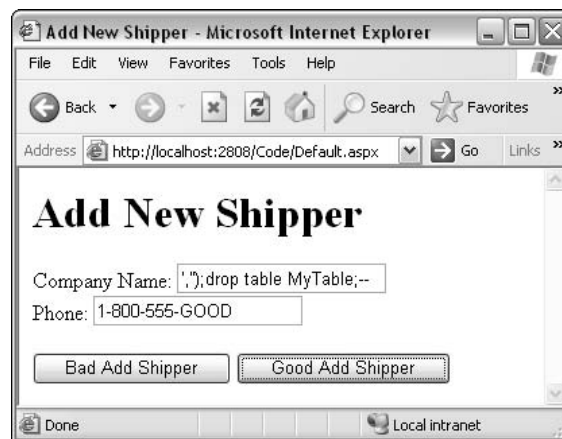 Add New Shipper - Microsoft Internet Explorer
File Edit View Favorites Tools Help
Back Search Favorites »
Address http://localhost:2808/Code/Default.aspx Go Links »
Add New Shipper
Company Name: ','');drop table MyTable;--
Phone: 1-800-555-GOOD
Bad Add Shipper Good Add Shipper
Done Local intranet